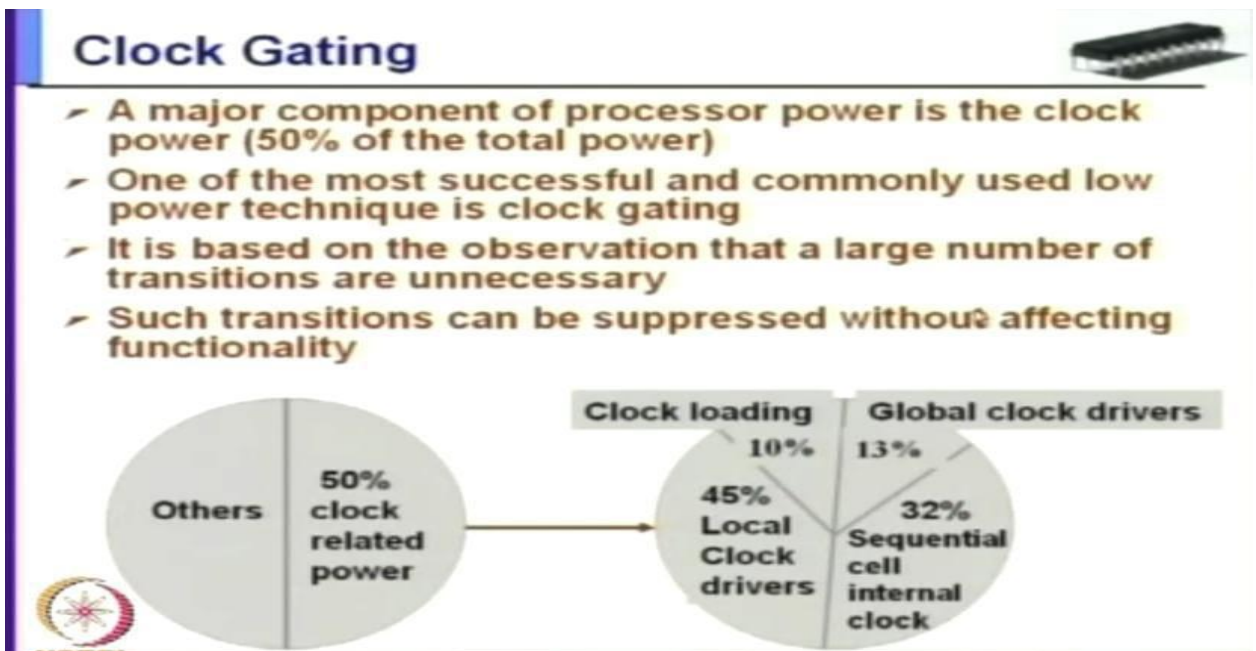 Clock Gating
A major component of processor power is the clock
power (50% of the total power)
One of the most successful and commonly used low
power technique is clock gating
It is based on the observation that a large number of
transitions are unnecessary
Such transitions can be suppressed without affecting
functionality
Others
50%
clock
related
power
Clock loading
10%
Global clock drivers
13%
45%
Local
Clock
drivers
32%
Sequential
cell
internal
clock